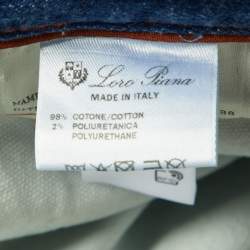 Loro Piana
MADE IN ITALY
98% COTONE/COTTON
2% POLIURETANICA
POLYURETHANE